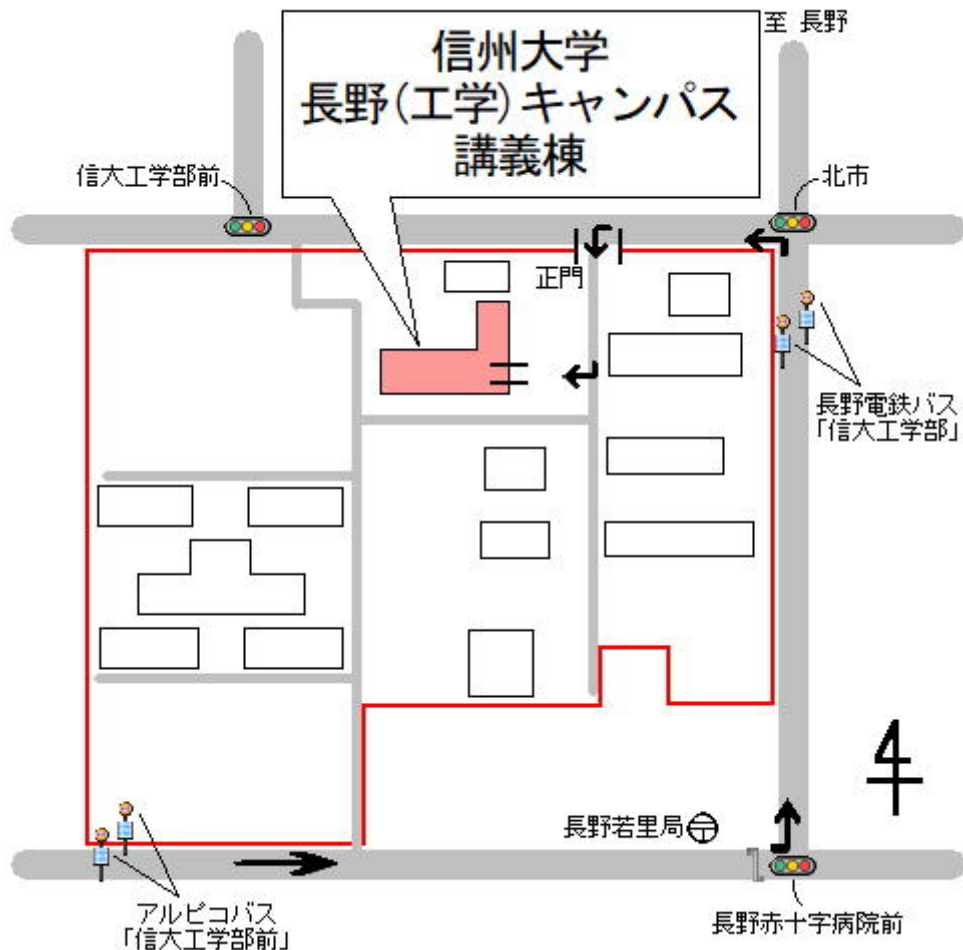 至 長野
信州大学
長野(工学)キャンパス
講義棟
信大工学部前
北市
正門
長野電鉄バス
「信大工学部」
長野若里局
アルピコバス
「信大工学部前」
長野赤十字病院前